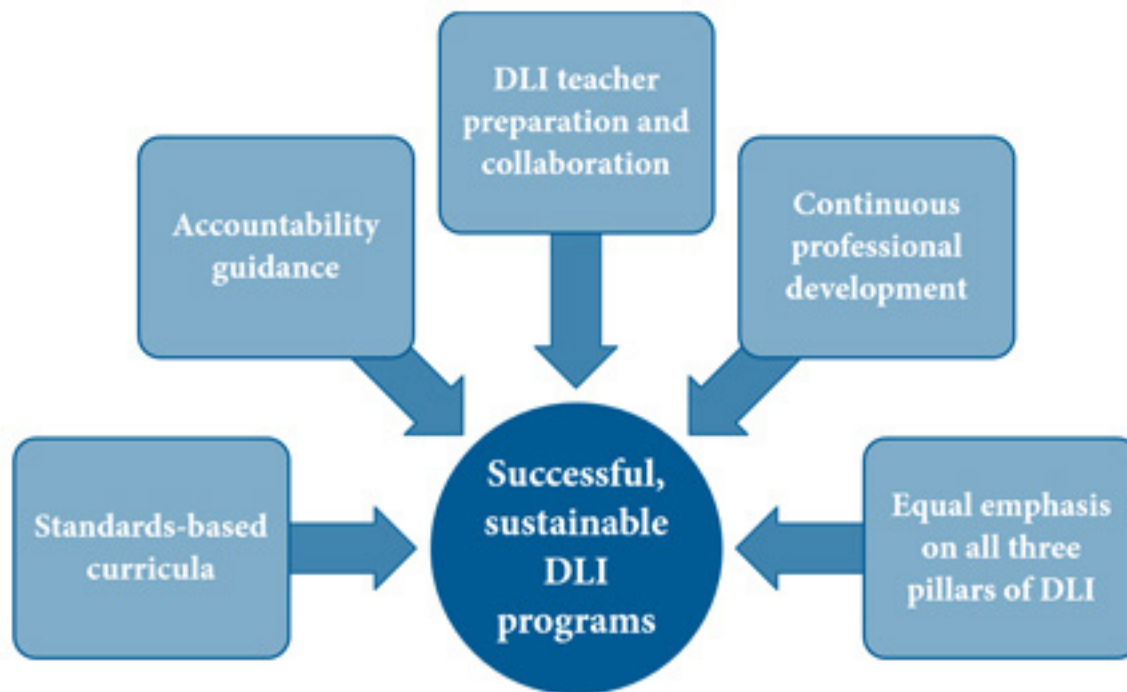 DLI teacher
preparation and
collaboration
Accountability
guidance
Continuous
professional
development
Standards-based
curricula
Successful,
sustainable
DLI
programs
Equal emphasis
on all three
pillars of DLI